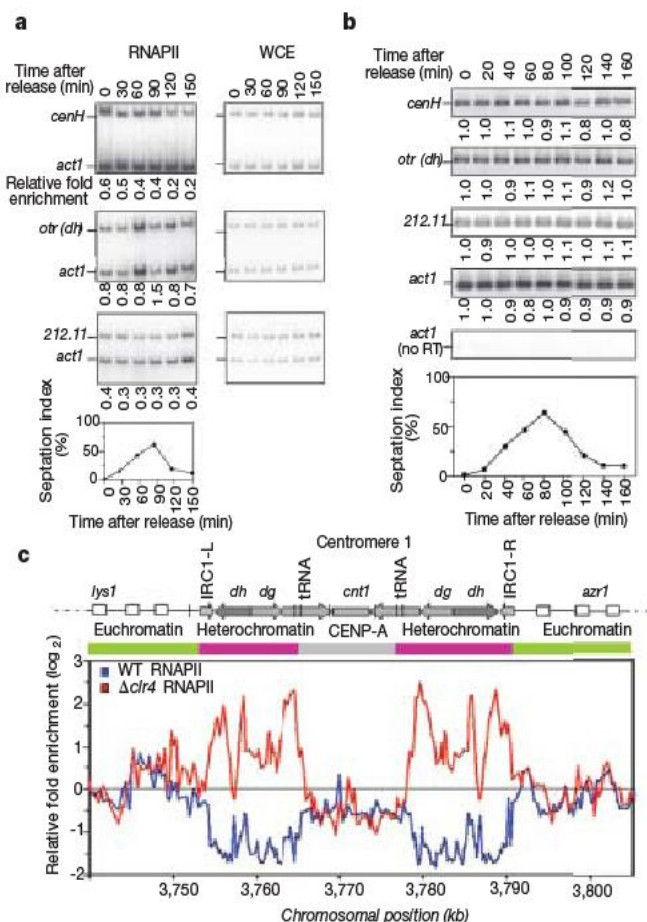 a
RNAPII
WCE
Time after
release (min)
0 30 60 90 120 150
0 30 60 90 120 150
cenH
act1
Relative fold
enrichment
0.6 0.5 0.4 0.4 0.2 0.2
otr (dh)
act1
0.8 0.8 0.8 1.5 0.8 0.7
212.11
act1
0.4 0.3 0.3 0.3 0.3 0.4
Septation index
(%)
100
50
0
0 30 60 90 120 150
Time after release (min)
b
Time after
release (min)
0 20 40 60 80 100 120 140 160
cenH
1.0 1.0 1.1 1.0 0.9 1.1 0.8 1.0 0.8
otr (dh)
1.0 1.0 0.9 1.1 1.0 1.1 0.9 1.2 1.0
212.11
1.0 0.9 1.0 1.0 1.0 1.1 1.0 1.1 1.1
act1
1.0 1.0 0.9 0.8 1.0 0.9 0.9 0.9 0.9
act1
(no RT)
Septation index
(%)
100
50
0
0 20 40 60 80 100 120 140 160
Time after release (min)
c
Centromere 1
lys1
IRC1-L
dh dg
tRNA
cnt1
tRNA
dg dh
IRC1-R
azr1
Euchromatin Heterochromatin CENP-A Heterochromatin Euchromatin
Relative fold enrichment (log2)
3
2
1
0
-1
-2
WT RNAPII
Δclr4 RNAPII
3,750 3,760 3,770 3,780 3,790 3,800
Chromosomal position (kb)